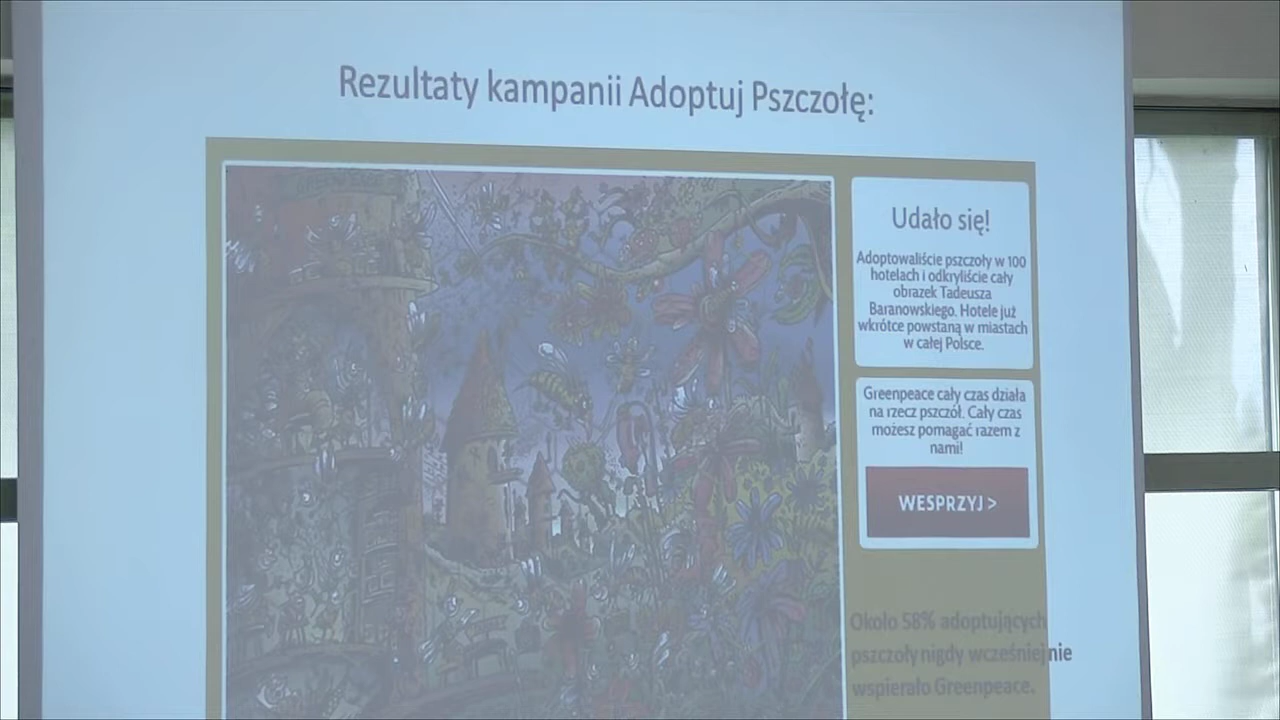 Rezultaty kampanii Adoptuj Pszczołę:
Udało się!
Adoptowaliście pszczoły w 100
hotelach i odkryliście cały
obrazek Tadeusza
Baranowskiego. Hotele już
wkrótce powstaną w miastach
w całej Polsce.
Greenpeace cały czas działa
na rzecz pszczół. Cały czas
możesz pomagać razem z
nami!
WESPRZYJ >
Około 58% adoptujących
pszczoły nigdy wcześniej nie
wspierało Greenpeace.